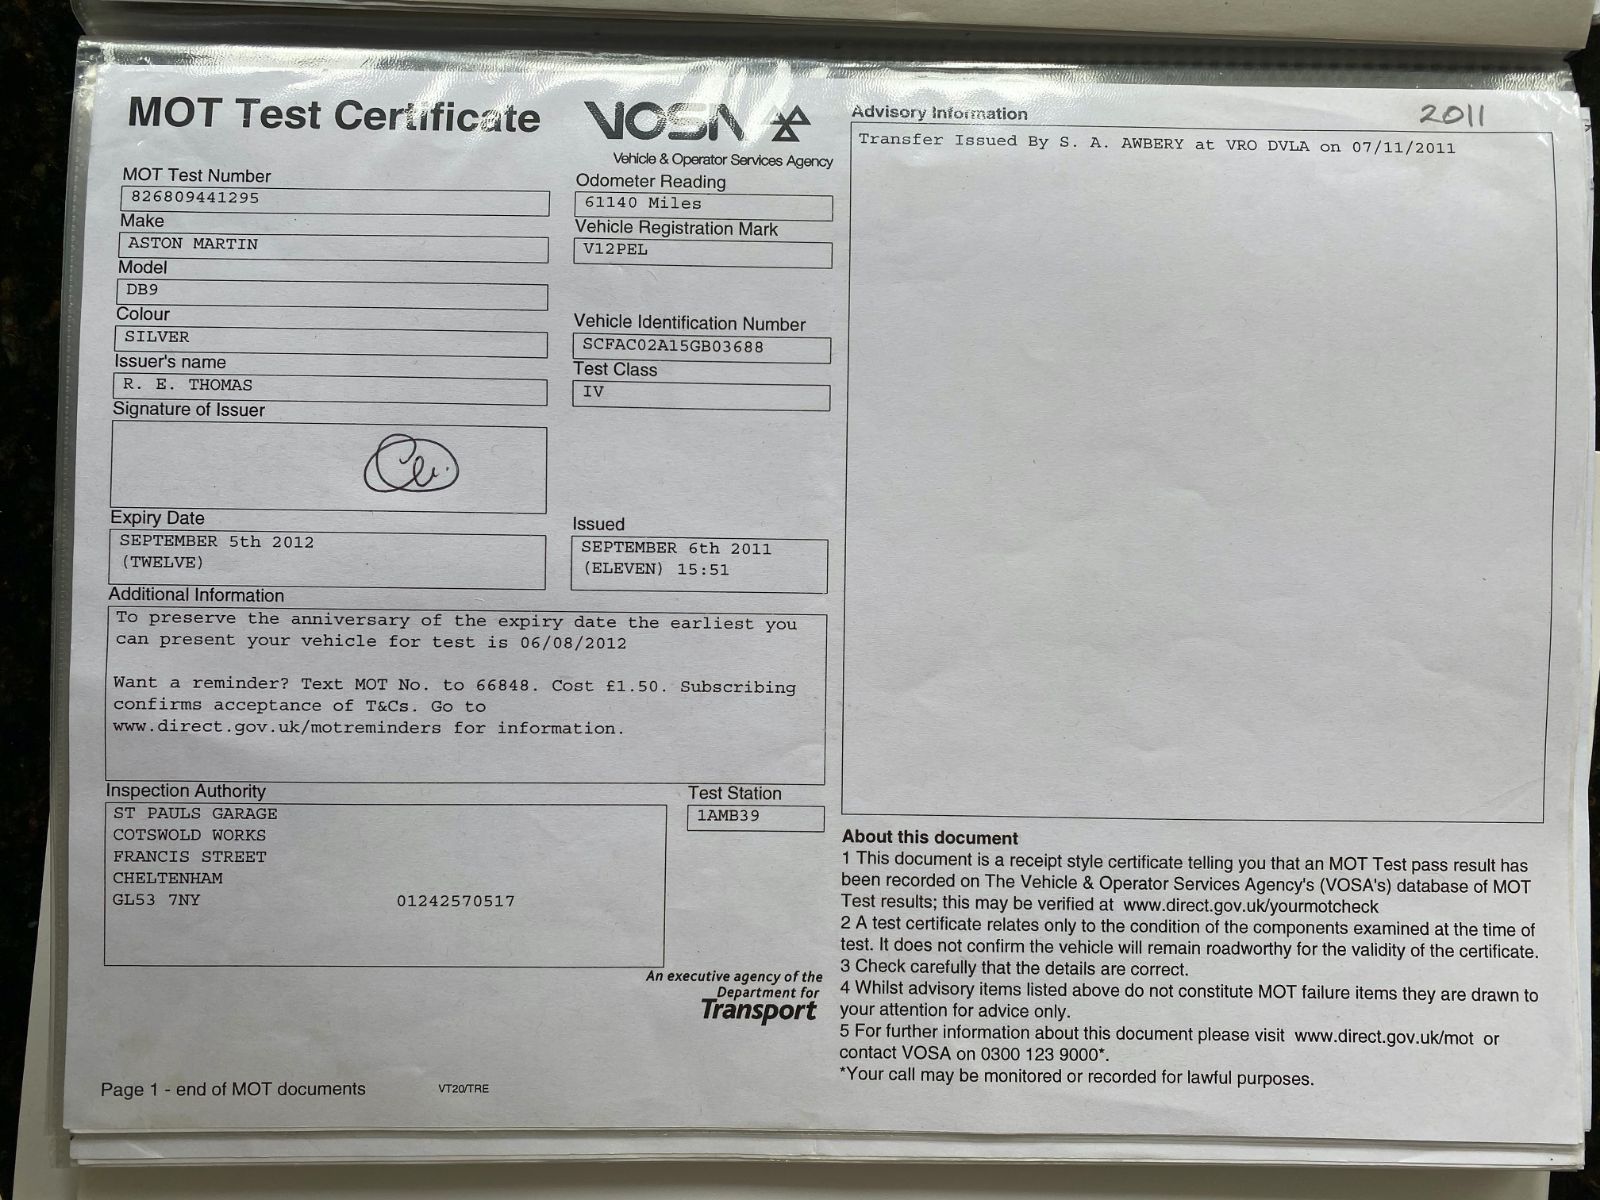 MOT Test Certificate
VOSA
Vehicle & Operator Services Agency
MOT Test Number
826809441295
Make
ASTON MARTIN
Model
DB9
Colour
SILVER
Issuer's name
R. E. THOMAS
Signature of Issuer
Expiry Date
SEPTEMBER 5th 2012
(TWELVE)
Odometer Reading
61140 Miles
Vehicle Registration Mark
V12PEL
Vehicle Identification Number
SCFAC02A15GB03688
Test Class
IV
Issued
SEPTEMBER 6th 2011
(ELEVEN) 15:51
Additional Information
To preserve the anniversary of the expiry date the earliest you
can present your vehicle for test is 06/08/2012
Want a reminder? Text MOT No. to 66848. Cost £1.50. Subscribing
confirms acceptance of T&Cs. Go to
www.direct.gov.uk/motreminders for information.
Inspection Authority
ST PAULS GARAGE
COTSWOLD WORKS
FRANCIS STREET
CHELTENHAM
GL53 7NY 01242570517
Test Station
1AMB39
An executive agency of the
Department for
Transport
Page 1 - end of MOT documents VT20/TRE
Advisory Information
2011
Transfer Issued By S. A. AWBERY at VRO DVLA on 07/11/2011
About this document
1 This document is a receipt style certificate telling you that an MOT Test pass result has
been recorded on The Vehicle & Operator Services Agency's (VOSA's) database of MOT
Test results; this may be verified at www.direct.gov.uk/yourmotcheck
2 A test certificate relates only to the condition of the components examined at the time of
test. It does not confirm the vehicle will remain roadworthy for the validity of the certificate.
3 Check carefully that the details are correct.
4 Whilst advisory items listed above do not constitute MOT failure items they are drawn to
your attention for advice only.
5 For further information about this document please visit www.direct.gov.uk/mot or
contact VOSA on 0300 123 9000*.
*Your call may be monitored or recorded for lawful purposes.